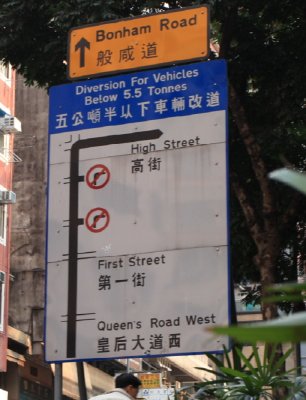 Bonham Road
般咸道
Diversion For Vehicles
Below 5.5 Tonnes
五公噸半以下車輛改道
High Street
高街
First Street
第一街
Queen's Road West
皇后大道西